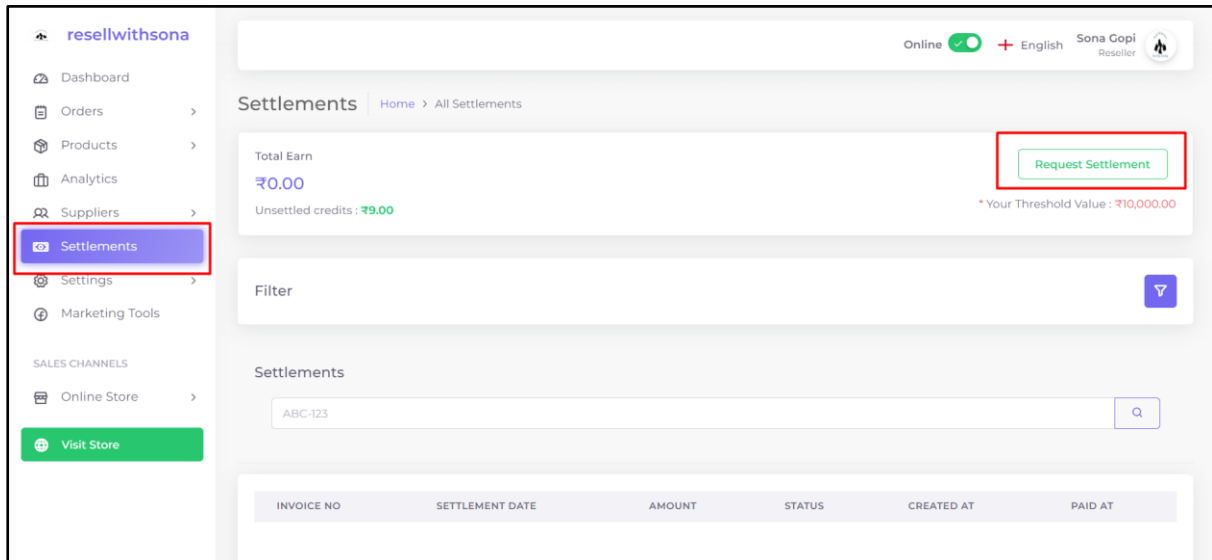 resellwithsona
Dashboard
Orders
Products
Analytics
Suppliers
Settlements
Settings
Marketing Tools
SALES CHANNELS
Online Store
Visit Store
Online
English
Sona Gopi
Reseller
Settlements
Home > All Settlements
Total Earn
₹0.00
Unsettled credits : ₹9.00
Request Settlement
* Your Threshold Value : ₹10,000.00
Filter
Settlements
ABC-123
INVOICE NO SETTLEMENT DATE AMOUNT STATUS CREATED AT PAID AT